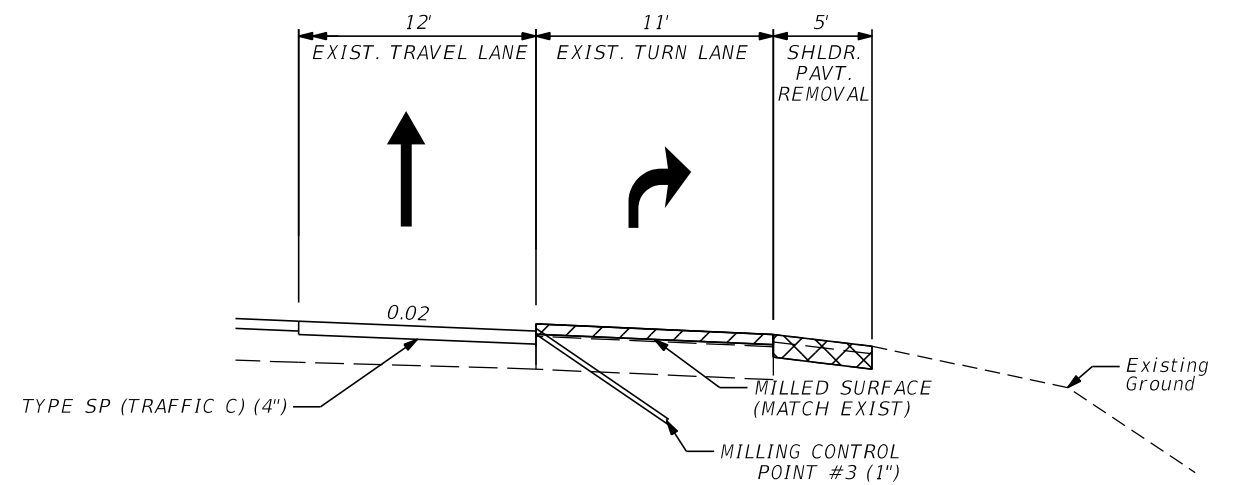 12'
11'
5'
EXIST. TRAVEL LANE
EXIST. TURN LANE
SHLDR.
PAVT.
REMOVAL
0.02
Existing
Ground
MILLED SURFACE
(MATCH EXIST)
TYPE SP (TRAFFIC C) (4")
MILLING CONTROL
POINT #3 (1")